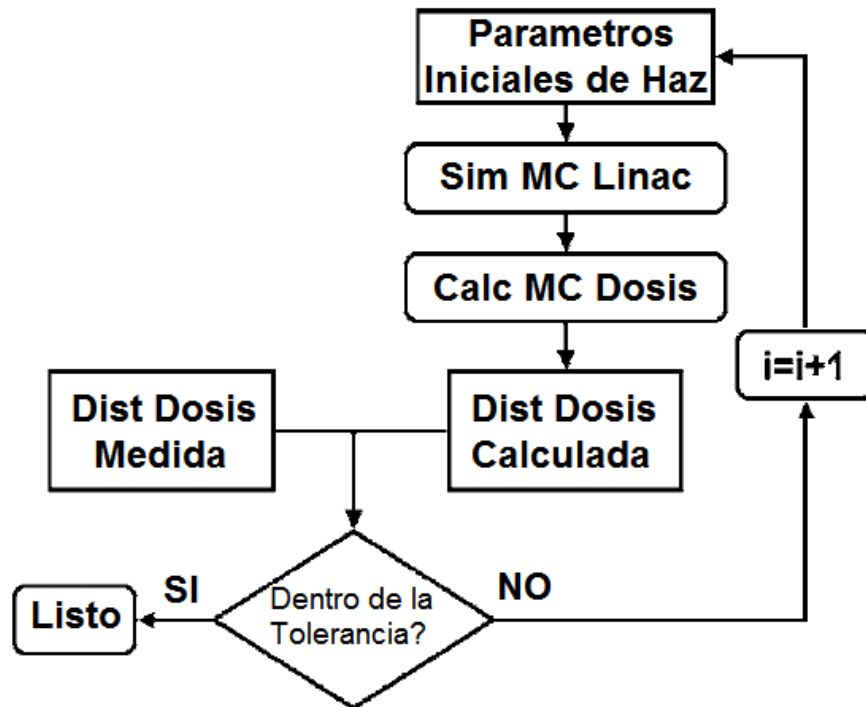 Parametros
Iniciales de Haz
Sim MC Linac
Calc MC Dosis
i=i+1
Dist Dosis
Medida
Dist Dosis
Calculada
SI
NO
Dentro de la
Tolerancia?
Listo